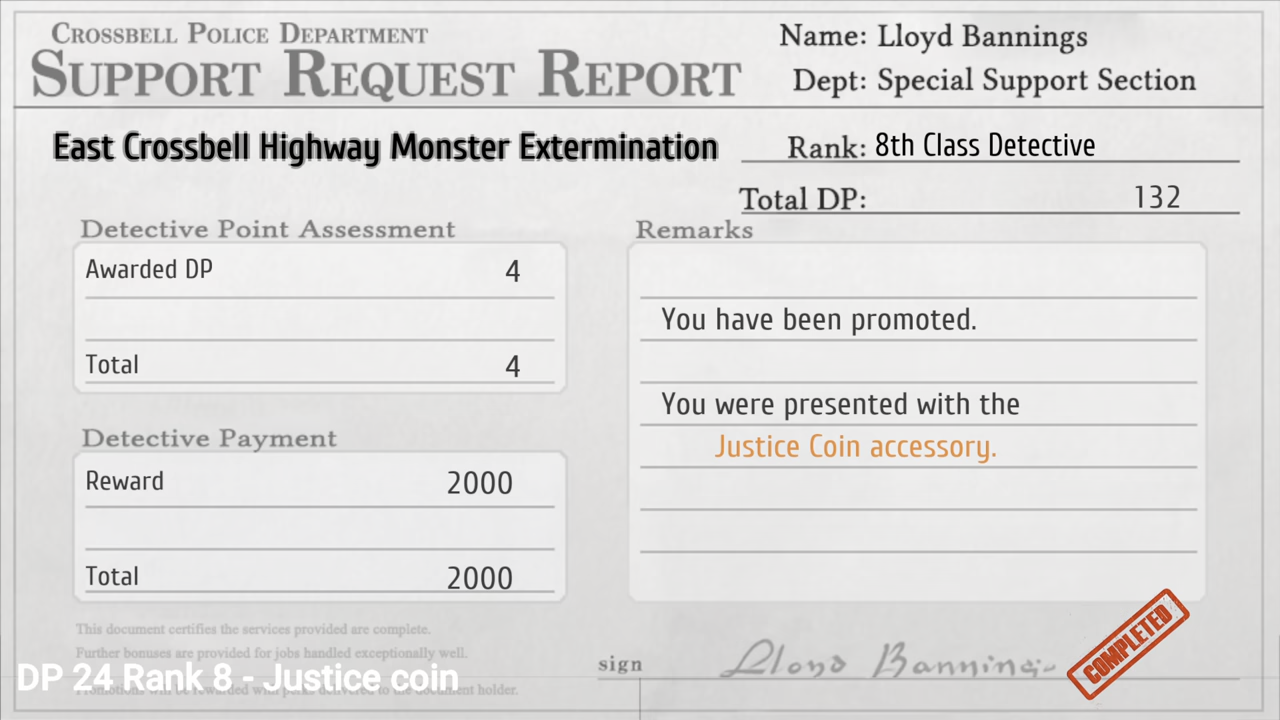 CROSSBELL POLICE DEPARTMENT
SUPPORT REQUEST REPORT
Name: Lloyd Bannings
Dept: Special Support Section
East Crossbell Highway Monster Extermination
Rank: 8th Class Detective
Total DP: 132
Detective Point Assessment
Awarded DP 4
Total 4
Detective Payment
Reward 2000
Total 2000
Remarks
You have been promoted.
You were presented with the
Justice Coin accessory.
This document certifies the services provided are complete.
Further bonuses are provided for jobs handled exceptionally well.
be rewarded document holder.
DP 24 Rank 8 - Justice coin
sign Lloyd Bannings
COMPLETED